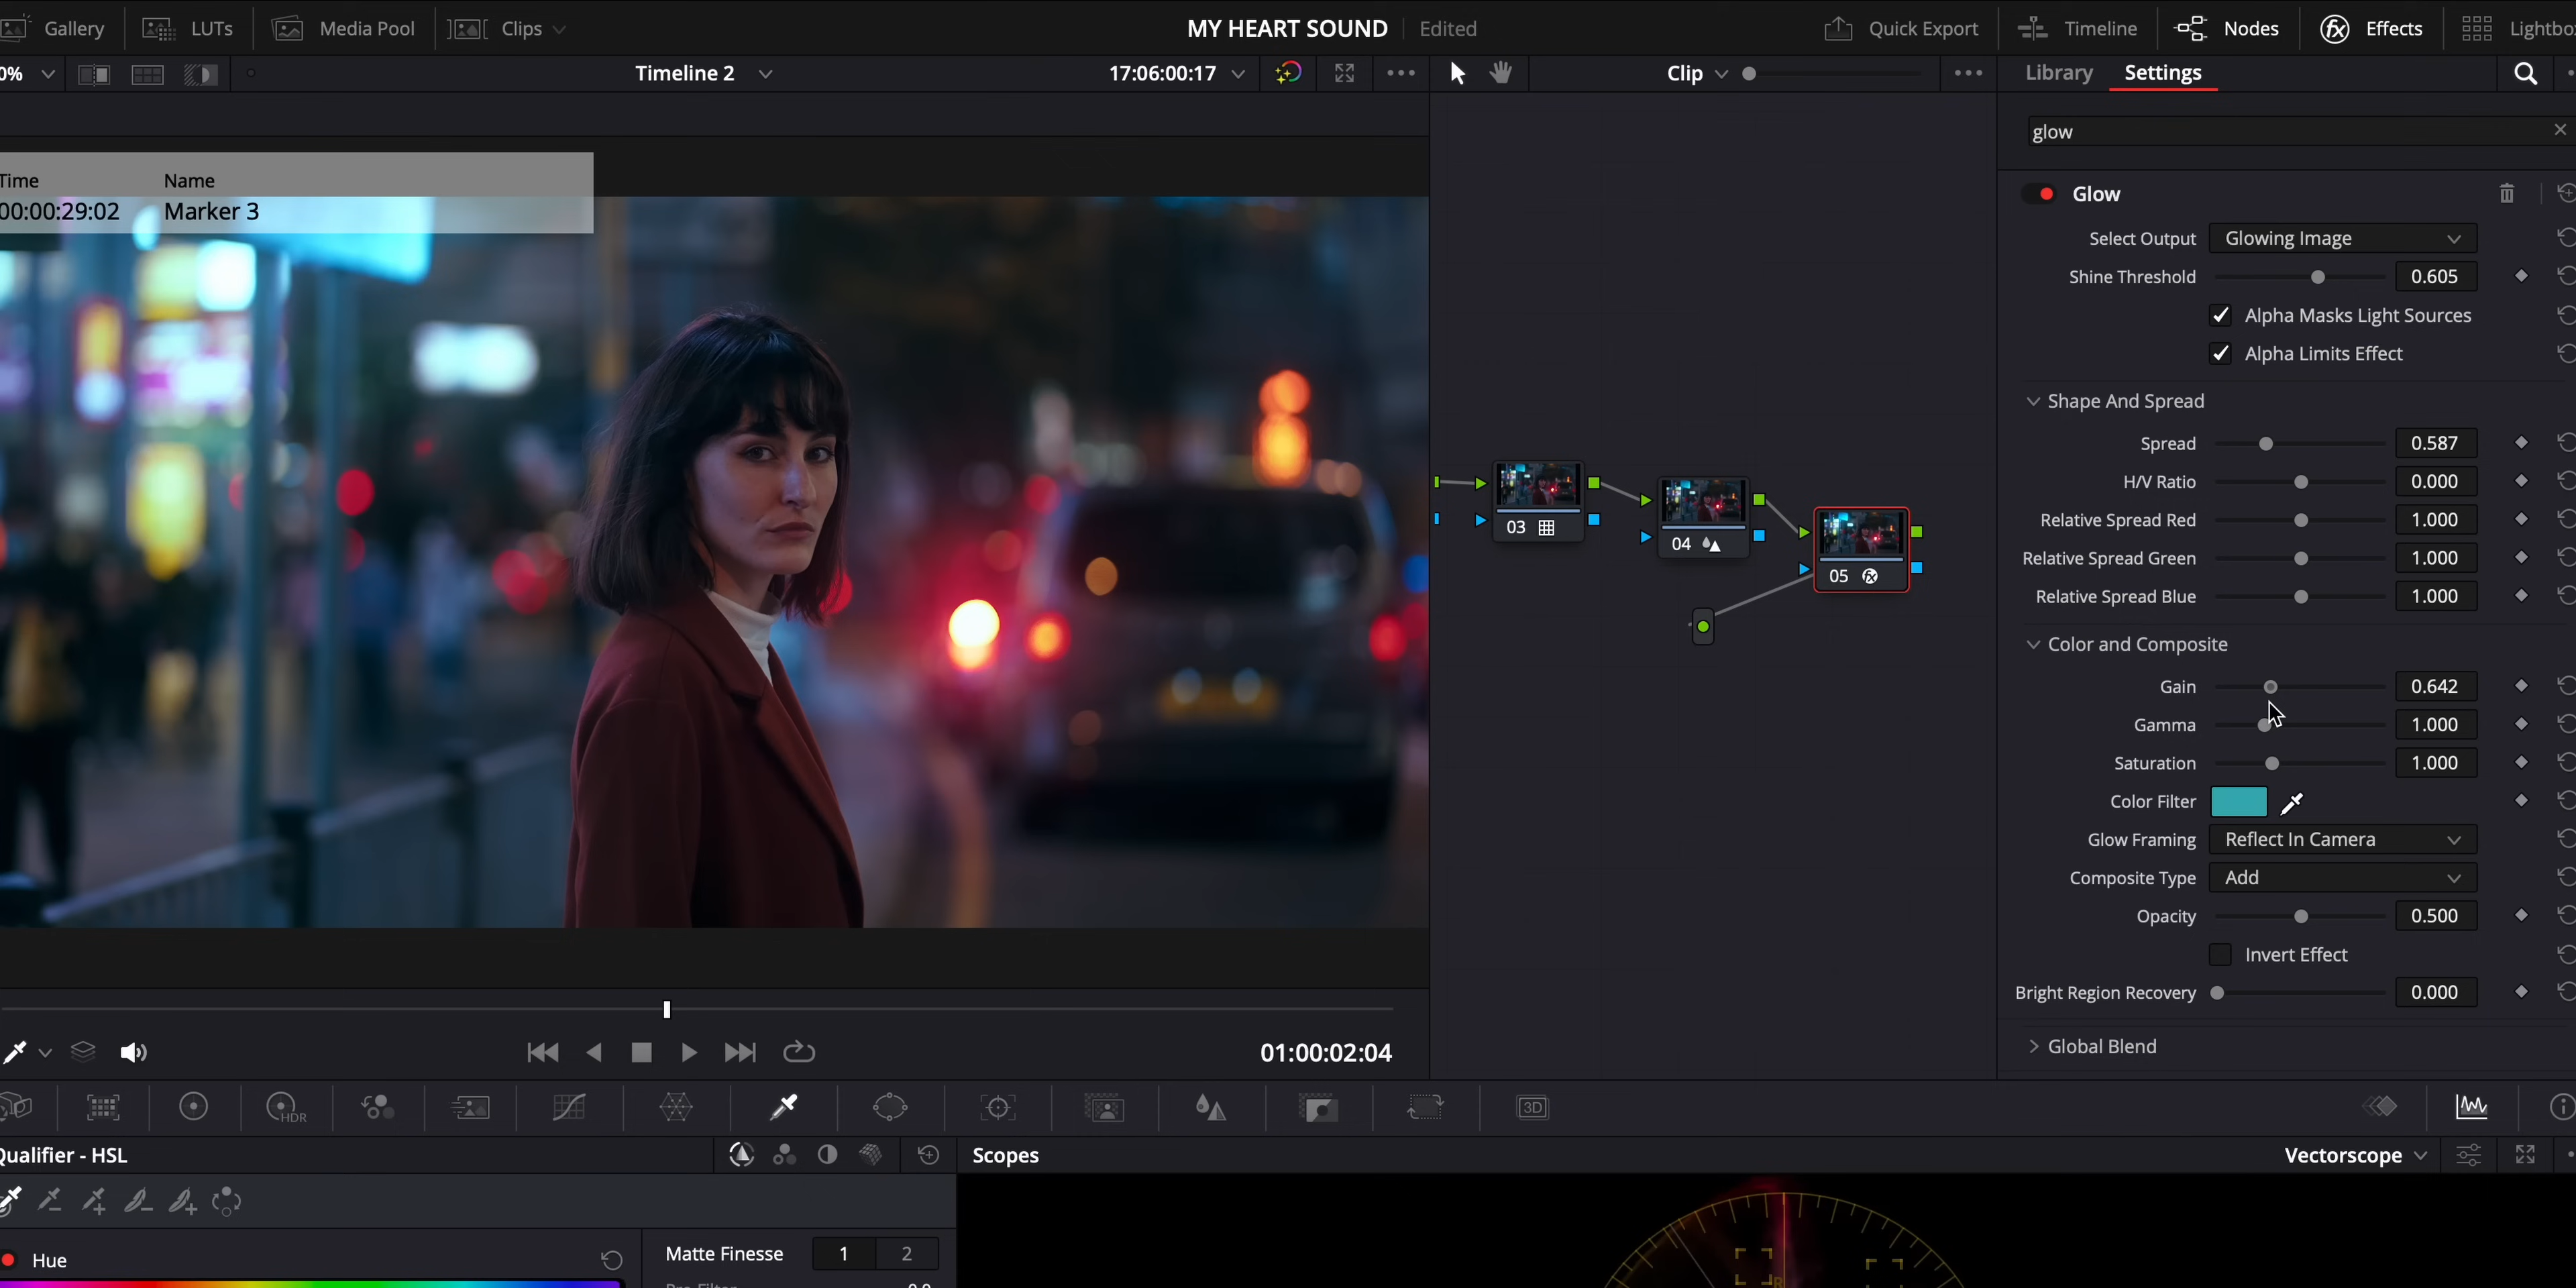 Gallery LUTs Media Pool Clips MY HEART SOUND Edited Quick Export Timeline Nodes Effects Lightbox
0% Timeline 2 17:06:00:17 Clip Library Settings
glow
Time Name
00:00:29:02 Marker 3
Glow
Select Output Glowing Image
Shine Threshold 0.605
Alpha Masks Light Sources
Alpha Limits Effect
Shape And Spread
Spread 0.587
H/V Ratio 0.000
Relative Spread Red 1.000
Relative Spread Green 1.000
Relative Spread Blue 1.000
03
04
05
Color and Composite
Gain 0.642
Gamma 1.000
Saturation 1.000
Color Filter
Glow Framing Reflect In Camera
Composite Type Add
Opacity 0.500
Invert Effect
Bright Region Recovery 0.000
Global Blend
01:00:02:04
HDR
3D
Qualifier - HSL Scopes Vectorscope
Hue Matte Finesse 1 2
R